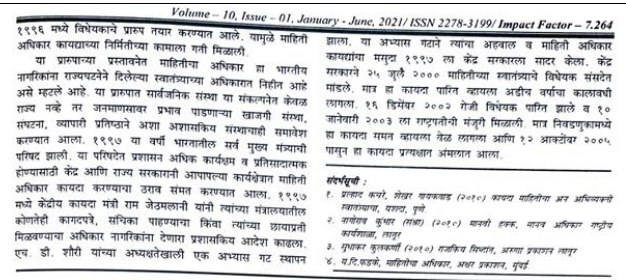 Volume – 10, Issue – 01, January - June, 2021/ ISSN 2278-3199/ Impact Factor – 7.264
१९९६ मध्ये विधेयकाचे प्रारुप तयार करण्यात आले. यामुळे माहिती
अधिकार कायद्याच्या निर्मितीच्या कामाला गती मिळाली.
या प्रारुपाच्या प्रस्तावनेत माहितीचा अधिकार हा भारतीय
नागरिकांना राज्यघटनेने दिलेल्या स्वातंत्र्याच्या अधिकारात निहीत आहे
असे म्हटले आहे. या प्रारुपात सार्वजनिक संस्था या संकल्पनेत केवळ
राज्य नव्हे तर जनमाणसावर प्रभाव पाडणाऱ्या खाजगी संस्था,
संघटना, व्यापारी प्रतिष्ठाने अशा अशासकिय संस्थाचाही समावेश
करण्यात आला. १९९७ या वर्षी भारतातील सर्व मुख्य मंत्र्याची
परिषद झाली. या परिषदेत प्रशासन अधिक कार्यक्षम व प्रतिसादात्मक
होण्यासाठी केंद्र आणि राज्य सरकारानी आपापल्या कार्यक्षेत्रात माहिती
अधिकार कायदा करण्याचा ठराव संमत करण्यात आला. १९९७
मध्ये केंद्रीय कायदा मंत्री राम जेठमलानी यांनी त्यांच्या मंत्रालयातील
कोणतेही कागदपत्रे, सचिका पाहण्याचा किंवा त्यांच्या छायाप्रती
मिळवण्याचा अधिकार नागरिकांना देणारा प्रशासकिय आदेश काढला.
एच. डी. शौरी यांच्या अध्यक्षतेखाली एक अभ्यास गट स्थापन
झाला. या अभ्यास गटाने त्यांचा अहवाल व माहिती अधिकार
कायद्यांचा मसुदा १९९७ ला केंद्र सरकारला सादर केला. केंद्र
सरकारने २५ जुलै २००० माहितीच्या स्वातंत्र्याचे विधेयक संसदेत
मांडले. मात्र हा कायदा पारित व्हायला अडीच वर्षाचा कालावधी
लागला. १६ डिसेंबर २००२ रोजी विधेयक पारित झाले व १०
जानेवारी २००३ ला राष्ट्रपतीची मंजुरी मिळाली. मात्र निवडणुकामध्ये
हा कायदा समत व्हायला वेळ लागला आणि १२ आक्टोंबर २००५
पासुन हा कायदा प्रत्यक्षात अंमलात आला.
संदर्भसूची :
१. प्रल्हाद कचरे, शेखर गायकवाड (२०१०) कायदा माहितीचा अन अभिव्यक्ती
स्वातंत्र्याचा, यशदा, पुणे.
२. नागोराव कुंभार (२०१०) मानवी हक्क, मानव अधिकार राष्ट्रीय
कार्यशाळा, लातूर
३. सुधाकर कुलकर्णी (२०१०) राजकिय सिध्दांत, अरुणा प्रकाशन लातूर
४. य.दि.फडके, माहितीचा अधिकार, अक्षर प्रकाशन, मुंबई